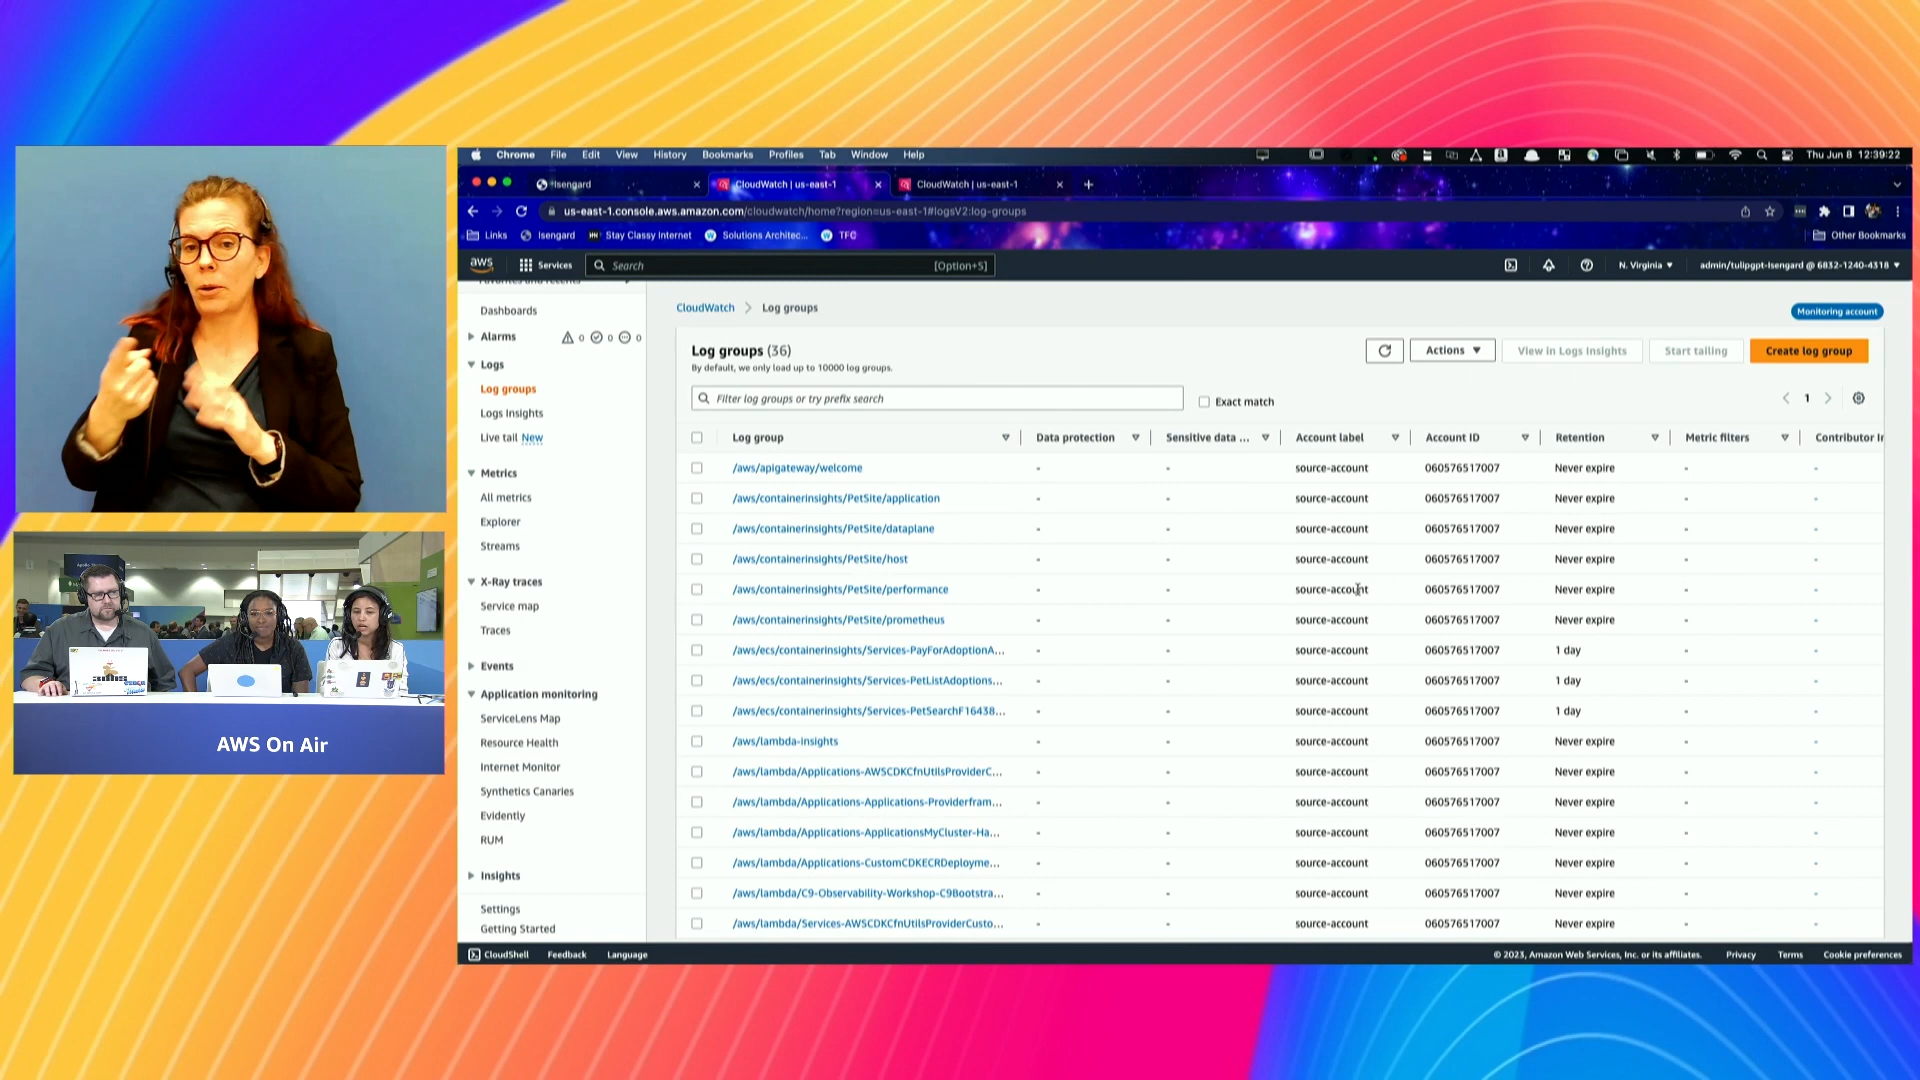 Chrome File Edit View History Bookmarks Profiles Tab Window Help Thu Jun 8 12:39:22
Isengard CloudWatch | us-east-1 CloudWatch | us-east-1
us-east-1.console.aws.amazon.com/cloudwatch/home?region=us-east-1#logsV2:log-groups
Links Isengard Stay Classy Internet Solutions Architec... TFC Other Bookmarks
aws Services Search [Option+S] N. Virginia admin/tulipgpt-Isengard @ 6832-1240-4318
Favorites and recents
Dashboards
Alarms 0 0 0
Logs
Log groups
Logs Insights
Live tail New
Metrics
All metrics
Explorer
Streams
X-Ray traces
Service map
Traces
Events
Application monitoring
ServiceLens Map
Resource Health
Internet Monitor
Synthetics Canaries
Evidently
RUM
Insights
Settings
Getting Started
CloudWatch Log groups Monitoring account
Log groups (36) Actions View in Logs Insights Start tailing Create log group
By default, we only load up to 10000 log groups.
Filter log groups or try prefix search Exact match 1
Log group Data protection Sensitive data ... Account label Account ID Retention Metric filters Contributor In
/aws/apigateway/welcome - - source-account 060576517007 Never expire - -
/aws/containerinsights/PetSite/application - - source-account 060576517007 Never expire - -
/aws/containerinsights/PetSite/dataplane - - source-account 060576517007 Never expire - -
/aws/containerinsights/PetSite/host - - source-account 060576517007 Never expire - -
/aws/containerinsights/PetSite/performance - - source-account 060576517007 Never expire - -
/aws/containerinsights/PetSite/prometheus - - source-account 060576517007 Never expire - -
/aws/ecs/containerinsights/Services-PayForAdoptionA... - - source-account 060576517007 1 day - -
/aws/ecs/containerinsights/Services-PetListAdoptions... - - source-account 060576517007 1 day - -
/aws/ecs/containerinsights/Services-PetSearchF16438... - - source-account 060576517007 1 day - -
/aws/lambda-insights - - source-account 060576517007 Never expire - -
/aws/lambda/Applications-AWSCDKCfnUtilsProviderC... - - source-account 060576517007 Never expire - -
/aws/lambda/Applications-Applications-Providerfram... - - source-account 060576517007 Never expire - -
/aws/lambda/Applications-ApplicationsMyCluster-Ha... - - source-account 060576517007 Never expire - -
/aws/lambda/Applications-CustomCDKECRDeployme... - - source-account 060576517007 Never expire - -
/aws/lambda/C9-Observability-Workshop-C9Bootstra... - - source-account 060576517007 Never expire - -
/aws/lambda/Services-AWSCDKCfnUtilsProviderCusto... - - source-account 060576517007 Never expire - -
CloudShell Feedback Language © 2023, Amazon Web Services, Inc. or its affiliates. Privacy Terms Cookie preferences
AWS On Air